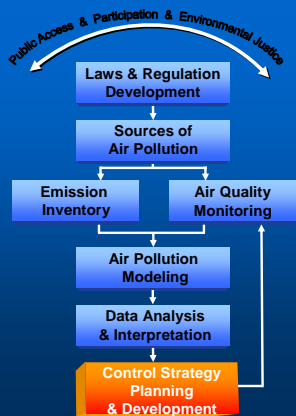 Public Access & Participation & Environmental Justice
Laws & Regulation
Development
Sources of
Air Pollution
Emission
Inventory
Air Quality
Monitoring
Air Pollution
Modeling
Data Analysis
& Interpretation
Control Strategy
Planning
& Development